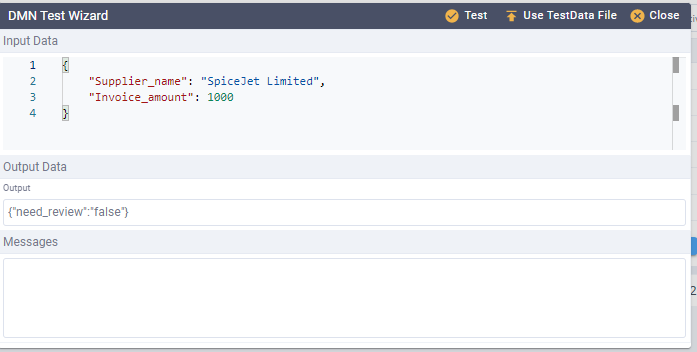 DMN Test Wizard Test Use TestData File Close
Input Data
1 {
2 "Supplier_name": "SpiceJet Limited",
3 "Invoice_amount": 1000
4 }
Output Data
Output
{"need_review":"false"}
Messages
2